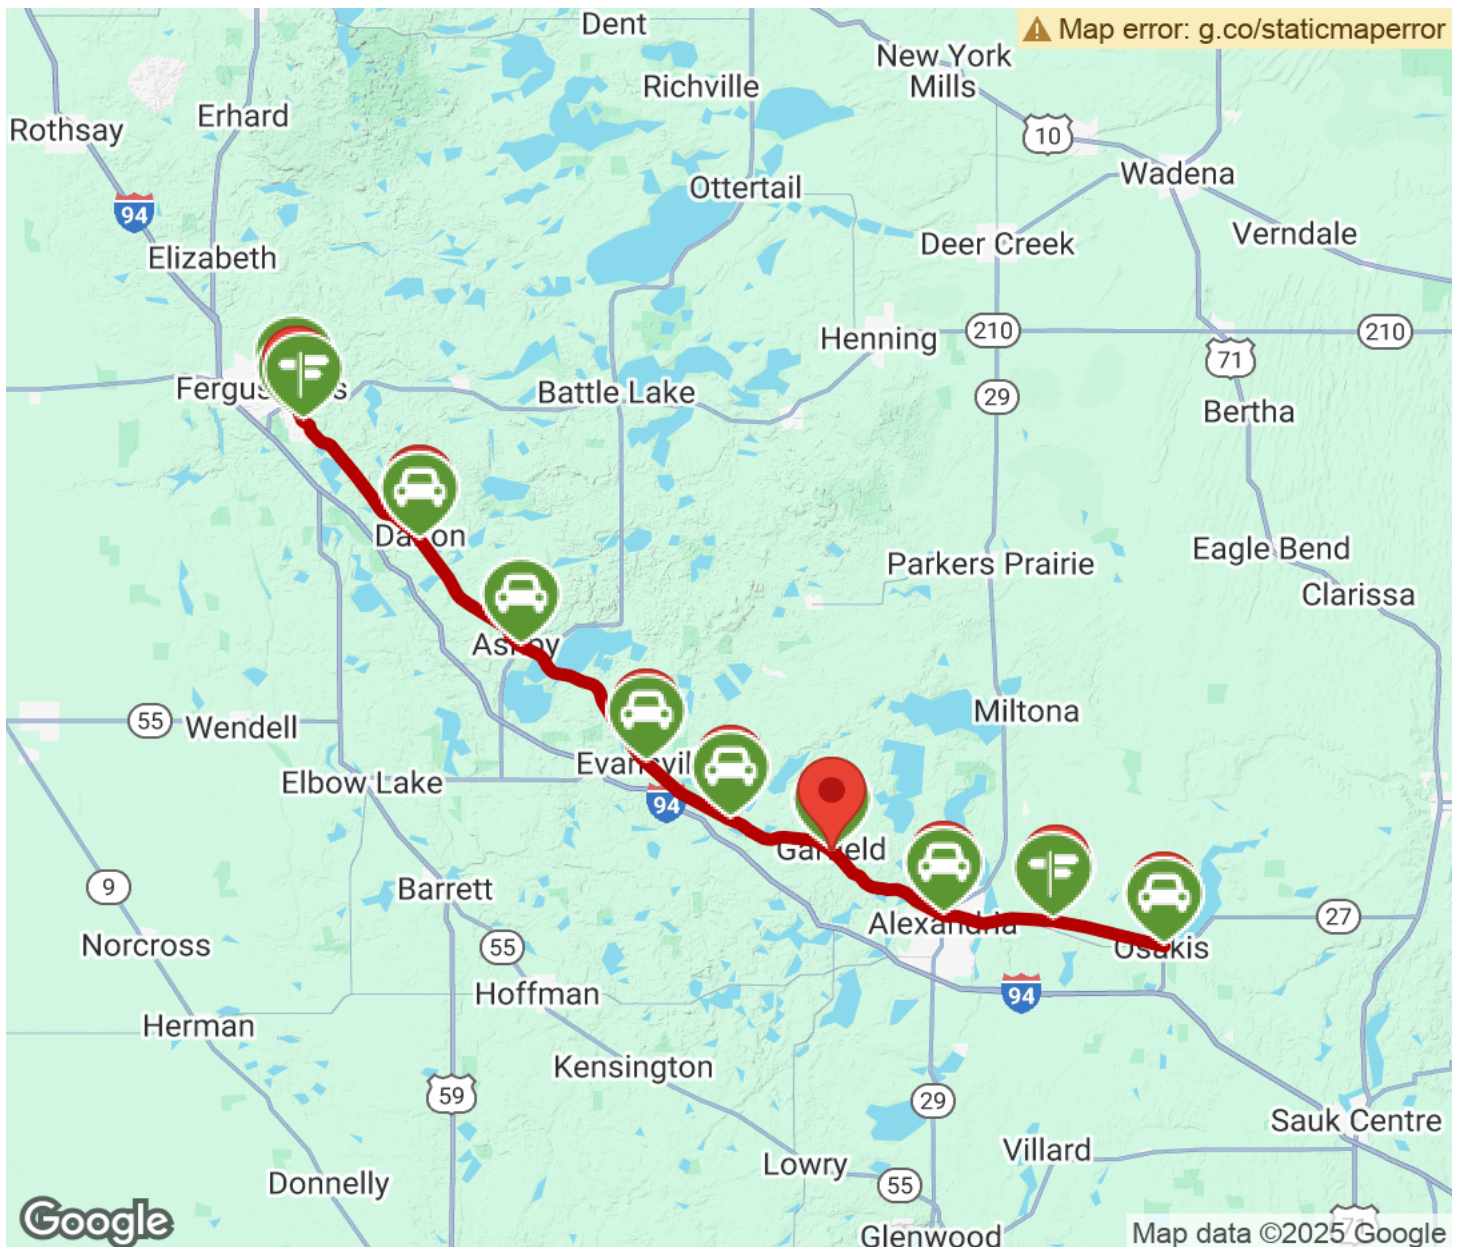 Dent
Map error: g.co/staticmaperror
New York
Mills
Richville
Erhard
Rothsay
10
Wadena
Ottertail
94
Verndale
Deer Creek
Elizabeth
210
210
Henning
71
Battle Lake
29
Bertha
Eagle Bend
Parkers Prairie
Clarissa
Miltona
55
Wendell
Elbow Lake
94
9
Barrett
27
Alexandria
Norcross
55
Osakis
Hoffman
94
Herman
Kensington
59
29
Sauk Centre
Villard
Lowry
Donnelly
55
71
Google
Glenwood
Map data ©2025 Google